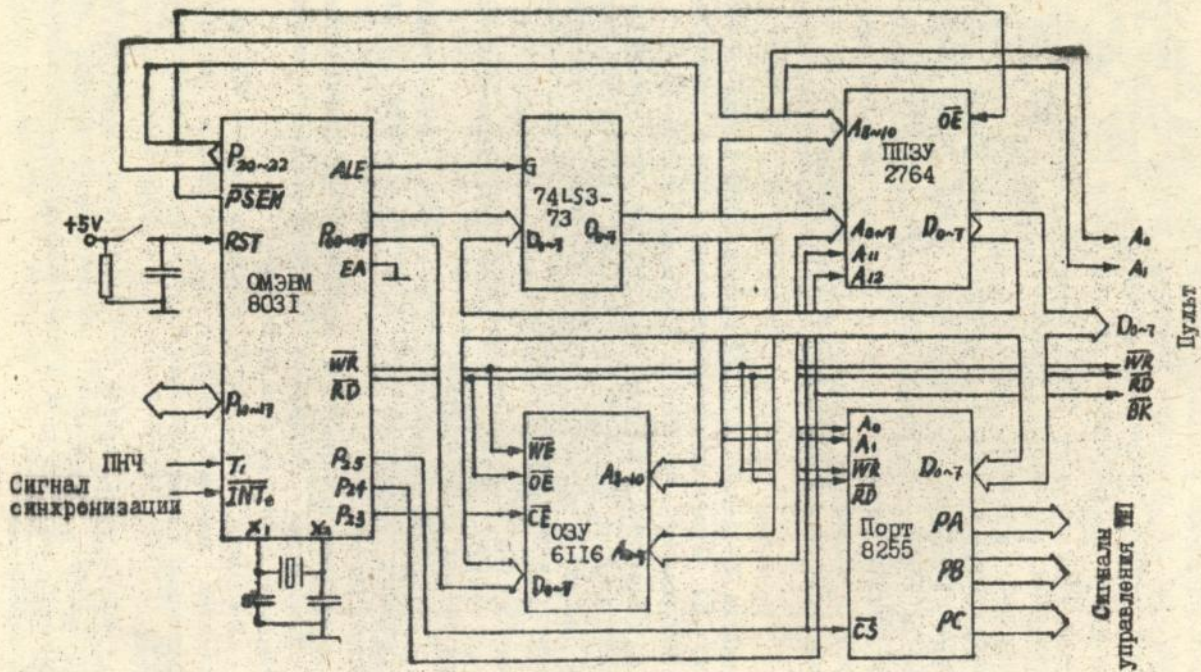 P20~22
PSEN
+5V
RST
ОМЭВМ
8031
ALE
P00~07
EA
WR
RD
P10~17
ПНЧ
T1
Сигнал
синхронизации
INT0
X1
X2
P25
P24
P23
G
74LS3-
73
D0~7
Q0~7
A8~10
OE
ППЗУ
2764
A0~7
D0~7
A11
A12
A0
A1
D0~7
Пульт
WR
RD
BK
WE
OE
CE
A8~10
ОЗУ
6116
A0~7
D0~7
A0
A1
WR
RD
D0~7
Порт
8255
PA
PB
PC
CS
Сигналы
управления